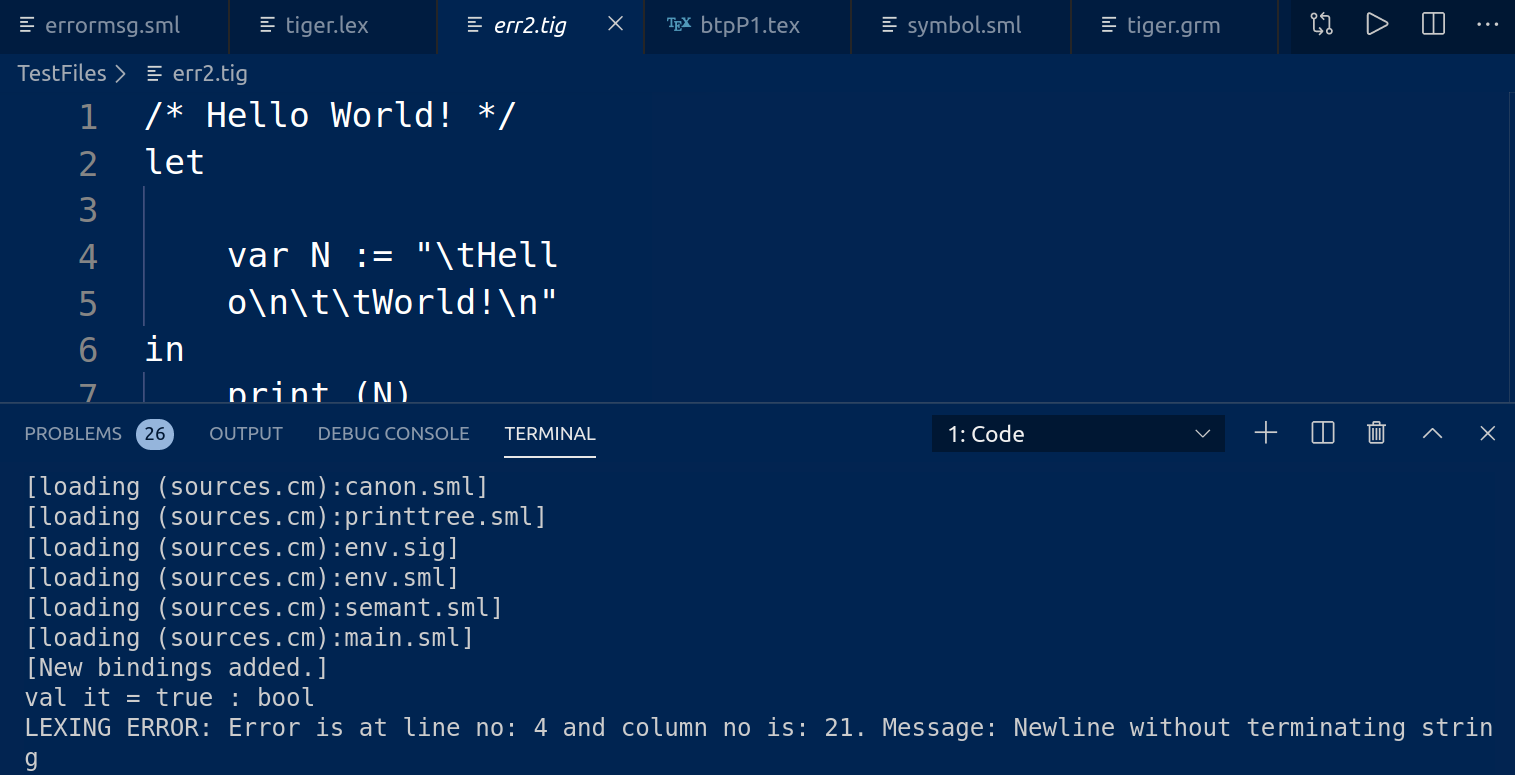 errormsg.sml tiger.lex err2.tig TEX btpP1.tex symbol.sml tiger.grm
TestFiles > err2.tig
1 /* Hello World! */
2 let
3
4 var N := "\tHell
5 o\n\t\tWorld!\n"
6 in
7 print (N)
PROBLEMS 26 OUTPUT DEBUG CONSOLE TERMINAL 1: Code
[loading (sources.cm):canon.sml]
[loading (sources.cm):printtree.sml]
[loading (sources.cm):env.sig]
[loading (sources.cm):env.sml]
[loading (sources.cm):semant.sml]
[loading (sources.cm):main.sml]
[New bindings added.]
val it = true : bool
LEXING ERROR: Error is at line no: 4 and column no is: 21. Message: Newline without terminating strin
g